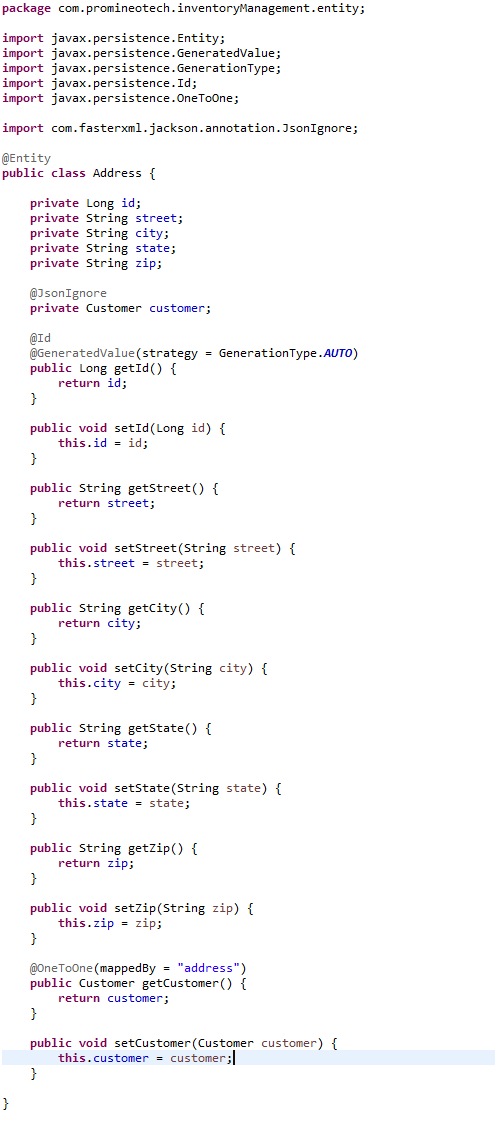 package com.promineotech.inventoryManagement.entity;
import javax.persistence.Entity;
import javax.persistence.GeneratedValue;
import javax.persistence.GenerationType;
import javax.persistence.Id;
import javax.persistence.OneToOne;
import com.fasterxml.jackson.annotation.JsonIgnore;
@Entity
public class Address {
private Long id;
private String street;
private String city;
private String state;
private String zip;
@JsonIgnore
private Customer customer;
@Id
@GeneratedValue(strategy = GenerationType.AUTO)
public Long getId() {
return id;
}
public void setId(Long id) {
this.id = id;
}
public String getStreet() {
return street;
}
public void setStreet(String street) {
this.street = street;
}
public String getCity() {
return city;
}
public void setCity(String city) {
this.city = city;
}
public String getState() {
return state;
}
public void setState(String state) {
this.state = state;
}
public String getZip() {
return zip;
}
public void setZip(String zip) {
this.zip = zip;
}
@OneToOne(mappedBy = "address")
public Customer getCustomer() {
return customer;
}
public void setCustomer(Customer customer) {
this.customer = customer;
}
}